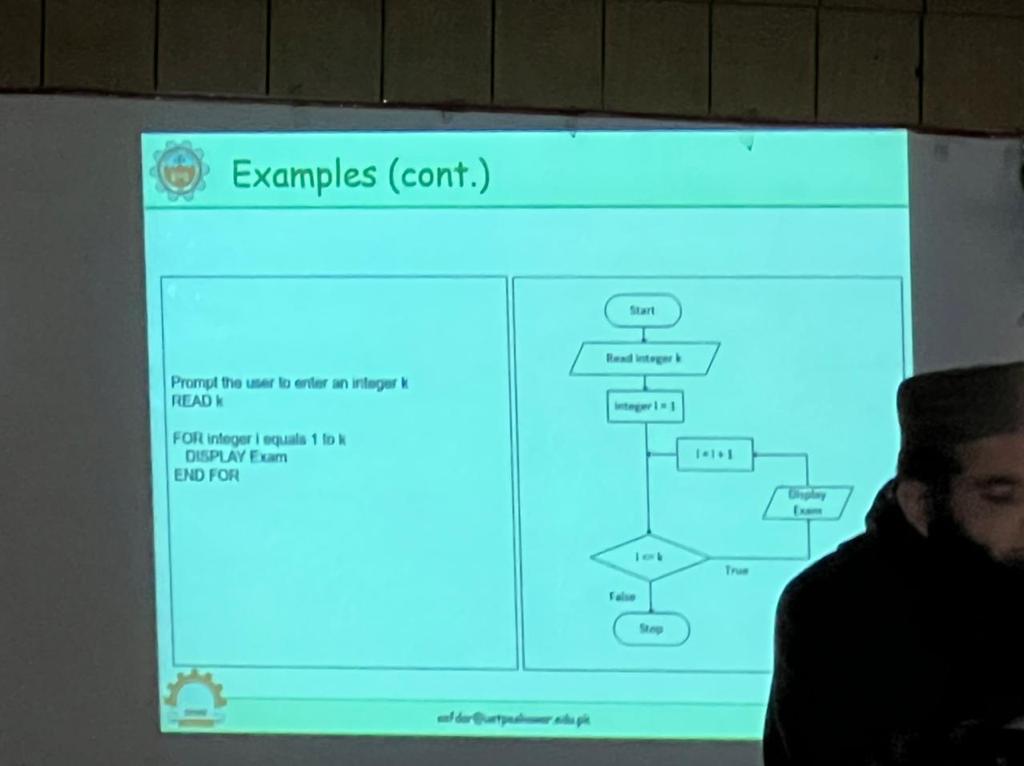 Examples (cont.)
Prompt the user to enter an integer k
READ k
FOR integer i equals 1 to k
DISPLAY Exam
END FOR
Start
Read integer k
integer i = 1
i = i + 1
Display
Exam
i <= k
True
False
Stop
safdar@uetpeshawar.edu.pk